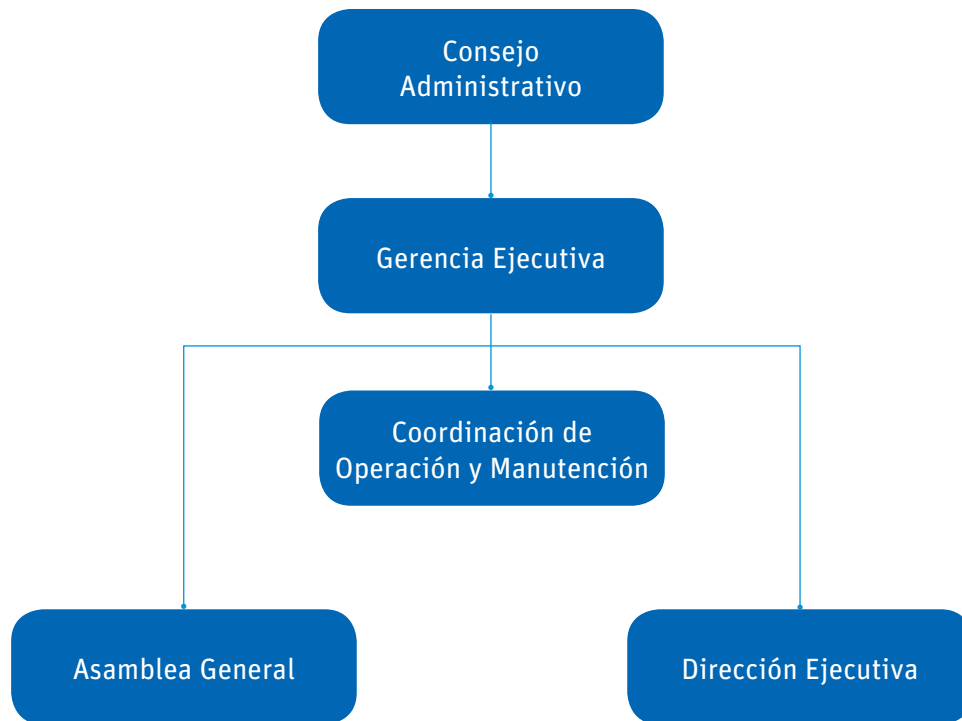 Consejo
Administrativo
Gerencia Ejecutiva
Coordinación de
Operación y Manutención
Asamblea General
Dirección Ejecutiva